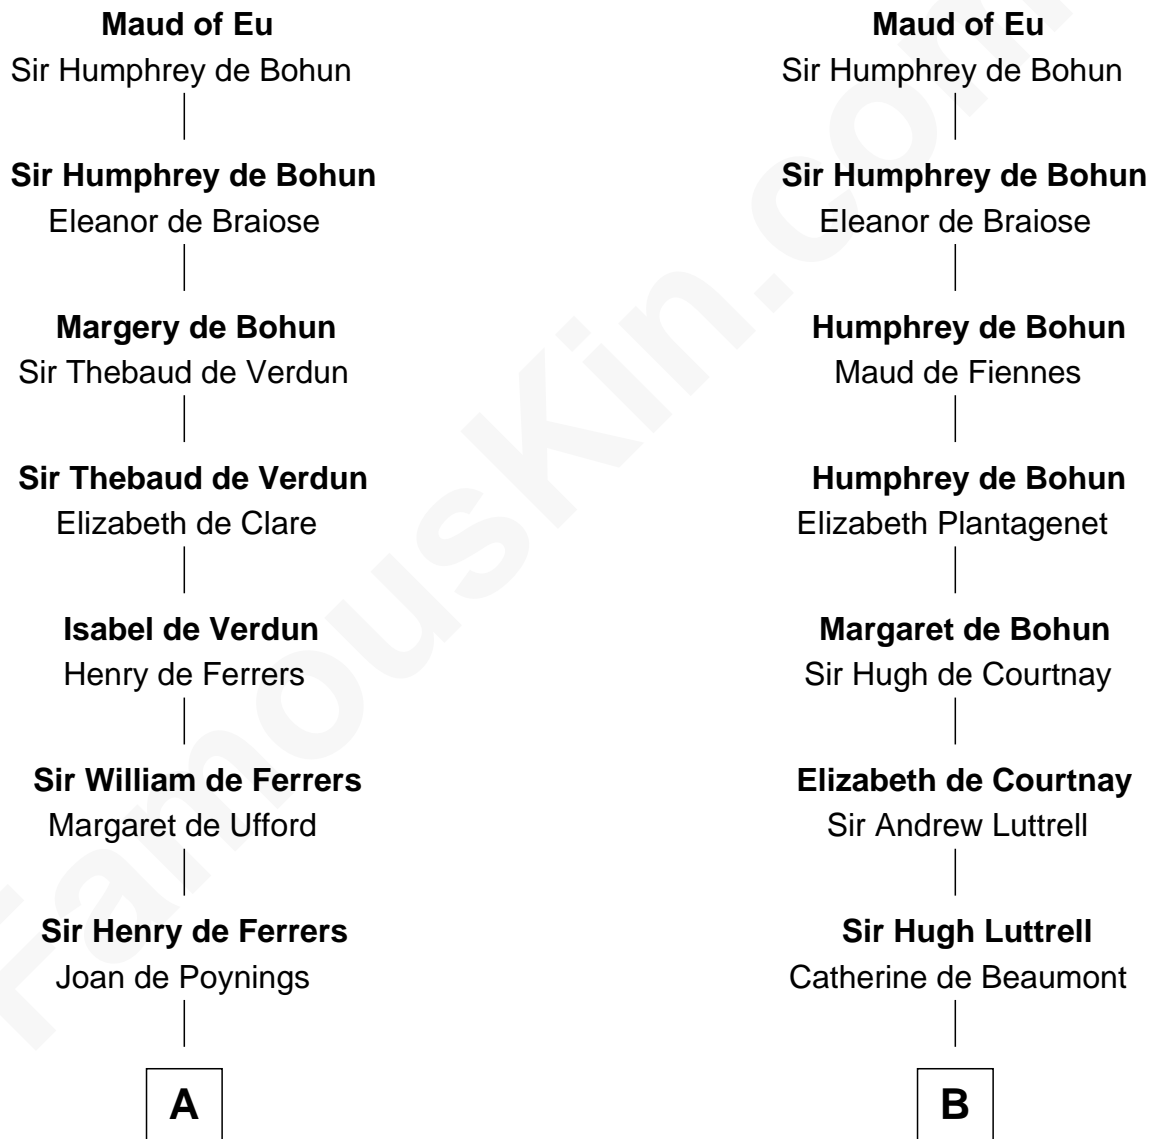 Maud of Eu
Sir Humphrey de Bohun
Sir Humphrey de Bohun
Eleanor de Braiose
Margery de Bohun
Sir Thebaud de Verdun
Sir Thebaud de Verdun
Elizabeth de Clare
Isabel de Verdun
Henry de Ferrers
Sir William de Ferrers
Margaret de Ufford
Sir Henry de Ferrers
Joan de Poynings
A
Maud of Eu
Sir Humphrey de Bohun
Sir Humphrey de Bohun
Eleanor de Braiose
Humphrey de Bohun
Maud de Fiennes
Humphrey de Bohun
Elizabeth Plantagenet
Margaret de Bohun
Sir Hugh de Courtnay
Elizabeth de Courtnay
Sir Andrew Luttrell
Sir Hugh Luttrell
Catherine de Beaumont
B
FamousKin.com